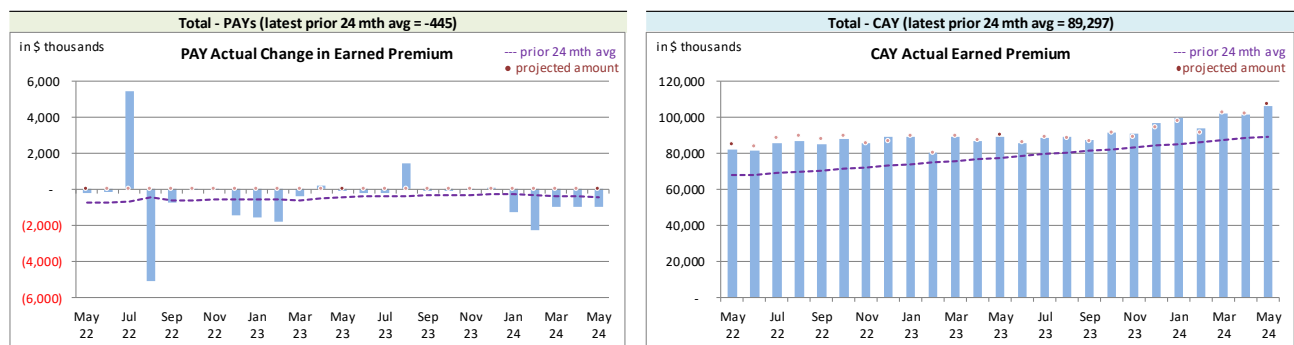 Total - PAYs (latest prior 24 mth avg = -445)
in $ thousands
PAY Actual Change in Earned Premium
--- prior 24 mth avg
• projected amount
6,000
4,000
2,000
-
(2,000)
(4,000)
(6,000)
May Jul Sep Nov Jan Mar May Jul Sep Nov Jan Mar May
22 22 22 22 23 23 23 23 23 23 24 24 24
Total - CAY (latest prior 24 mth avg = 89,297)
in $ thousands
CAY Actual Earned Premium
--- prior 24 mth avg
•projected amount
120,000
100,000
80,000
60,000
40,000
20,000
-
May Jul Sep Nov Jan Mar May Jul Sep Nov Jan Mar May
22 22 22 22 23 23 23 23 23 23 24 24 24